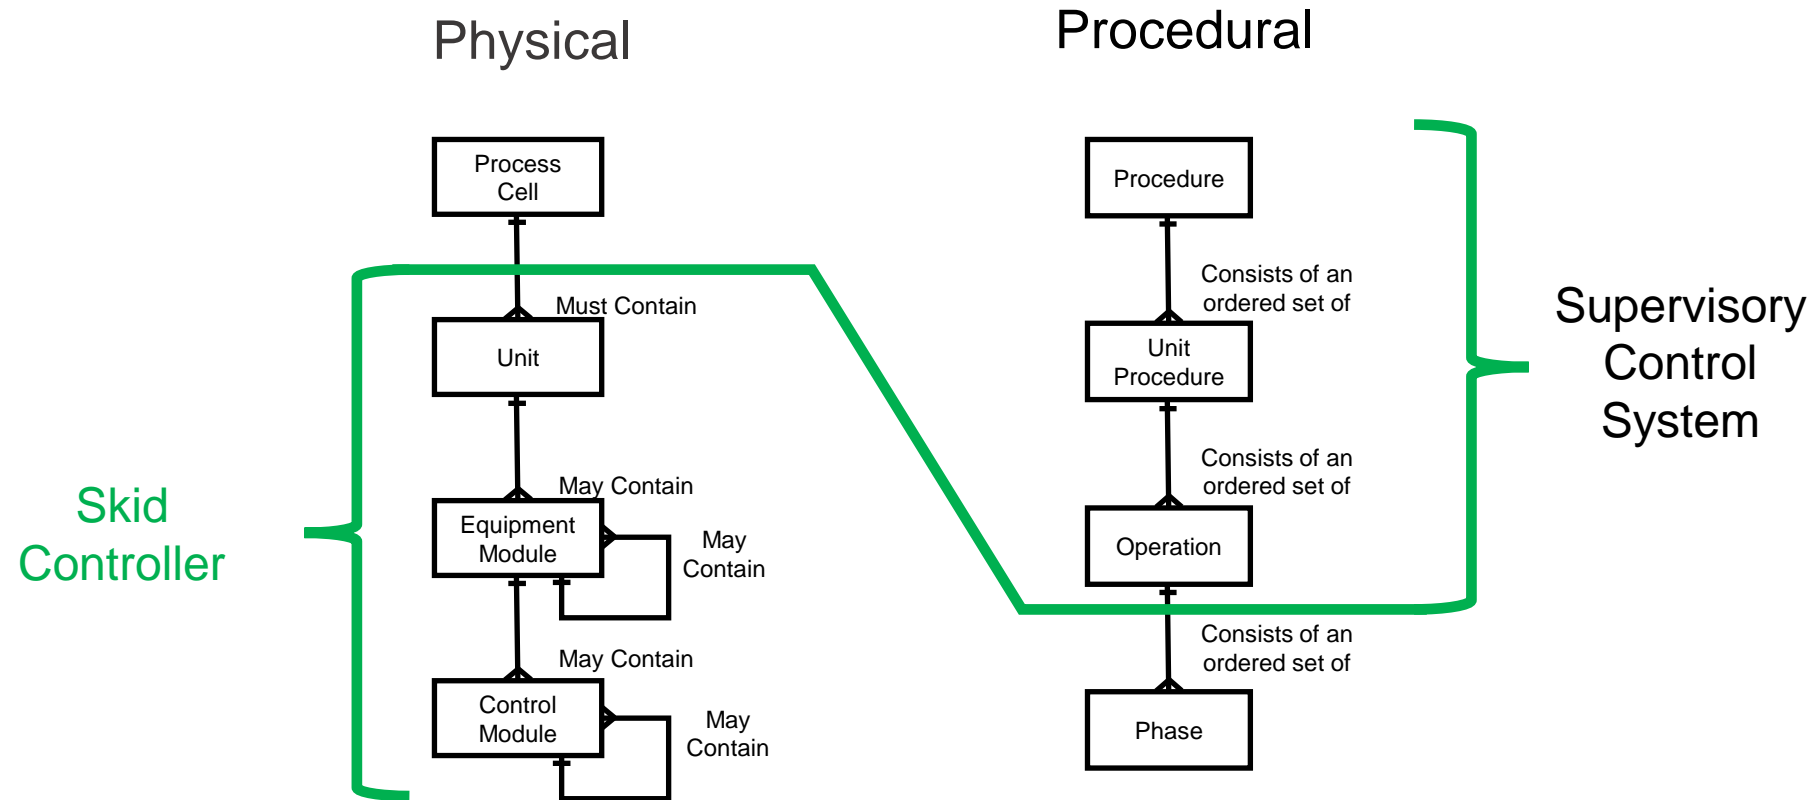 Physical
Procedural
Process
Cell
Must Contain
Unit
May Contain
Equipment
Module
May
Contain
May Contain
Control
Module
May
Contain
Skid
Controller
Procedure
Consists of an
ordered set of
Unit
Procedure
Consists of an
ordered set of
Operation
Consists of an
ordered set of
Phase
Supervisory
Control
System